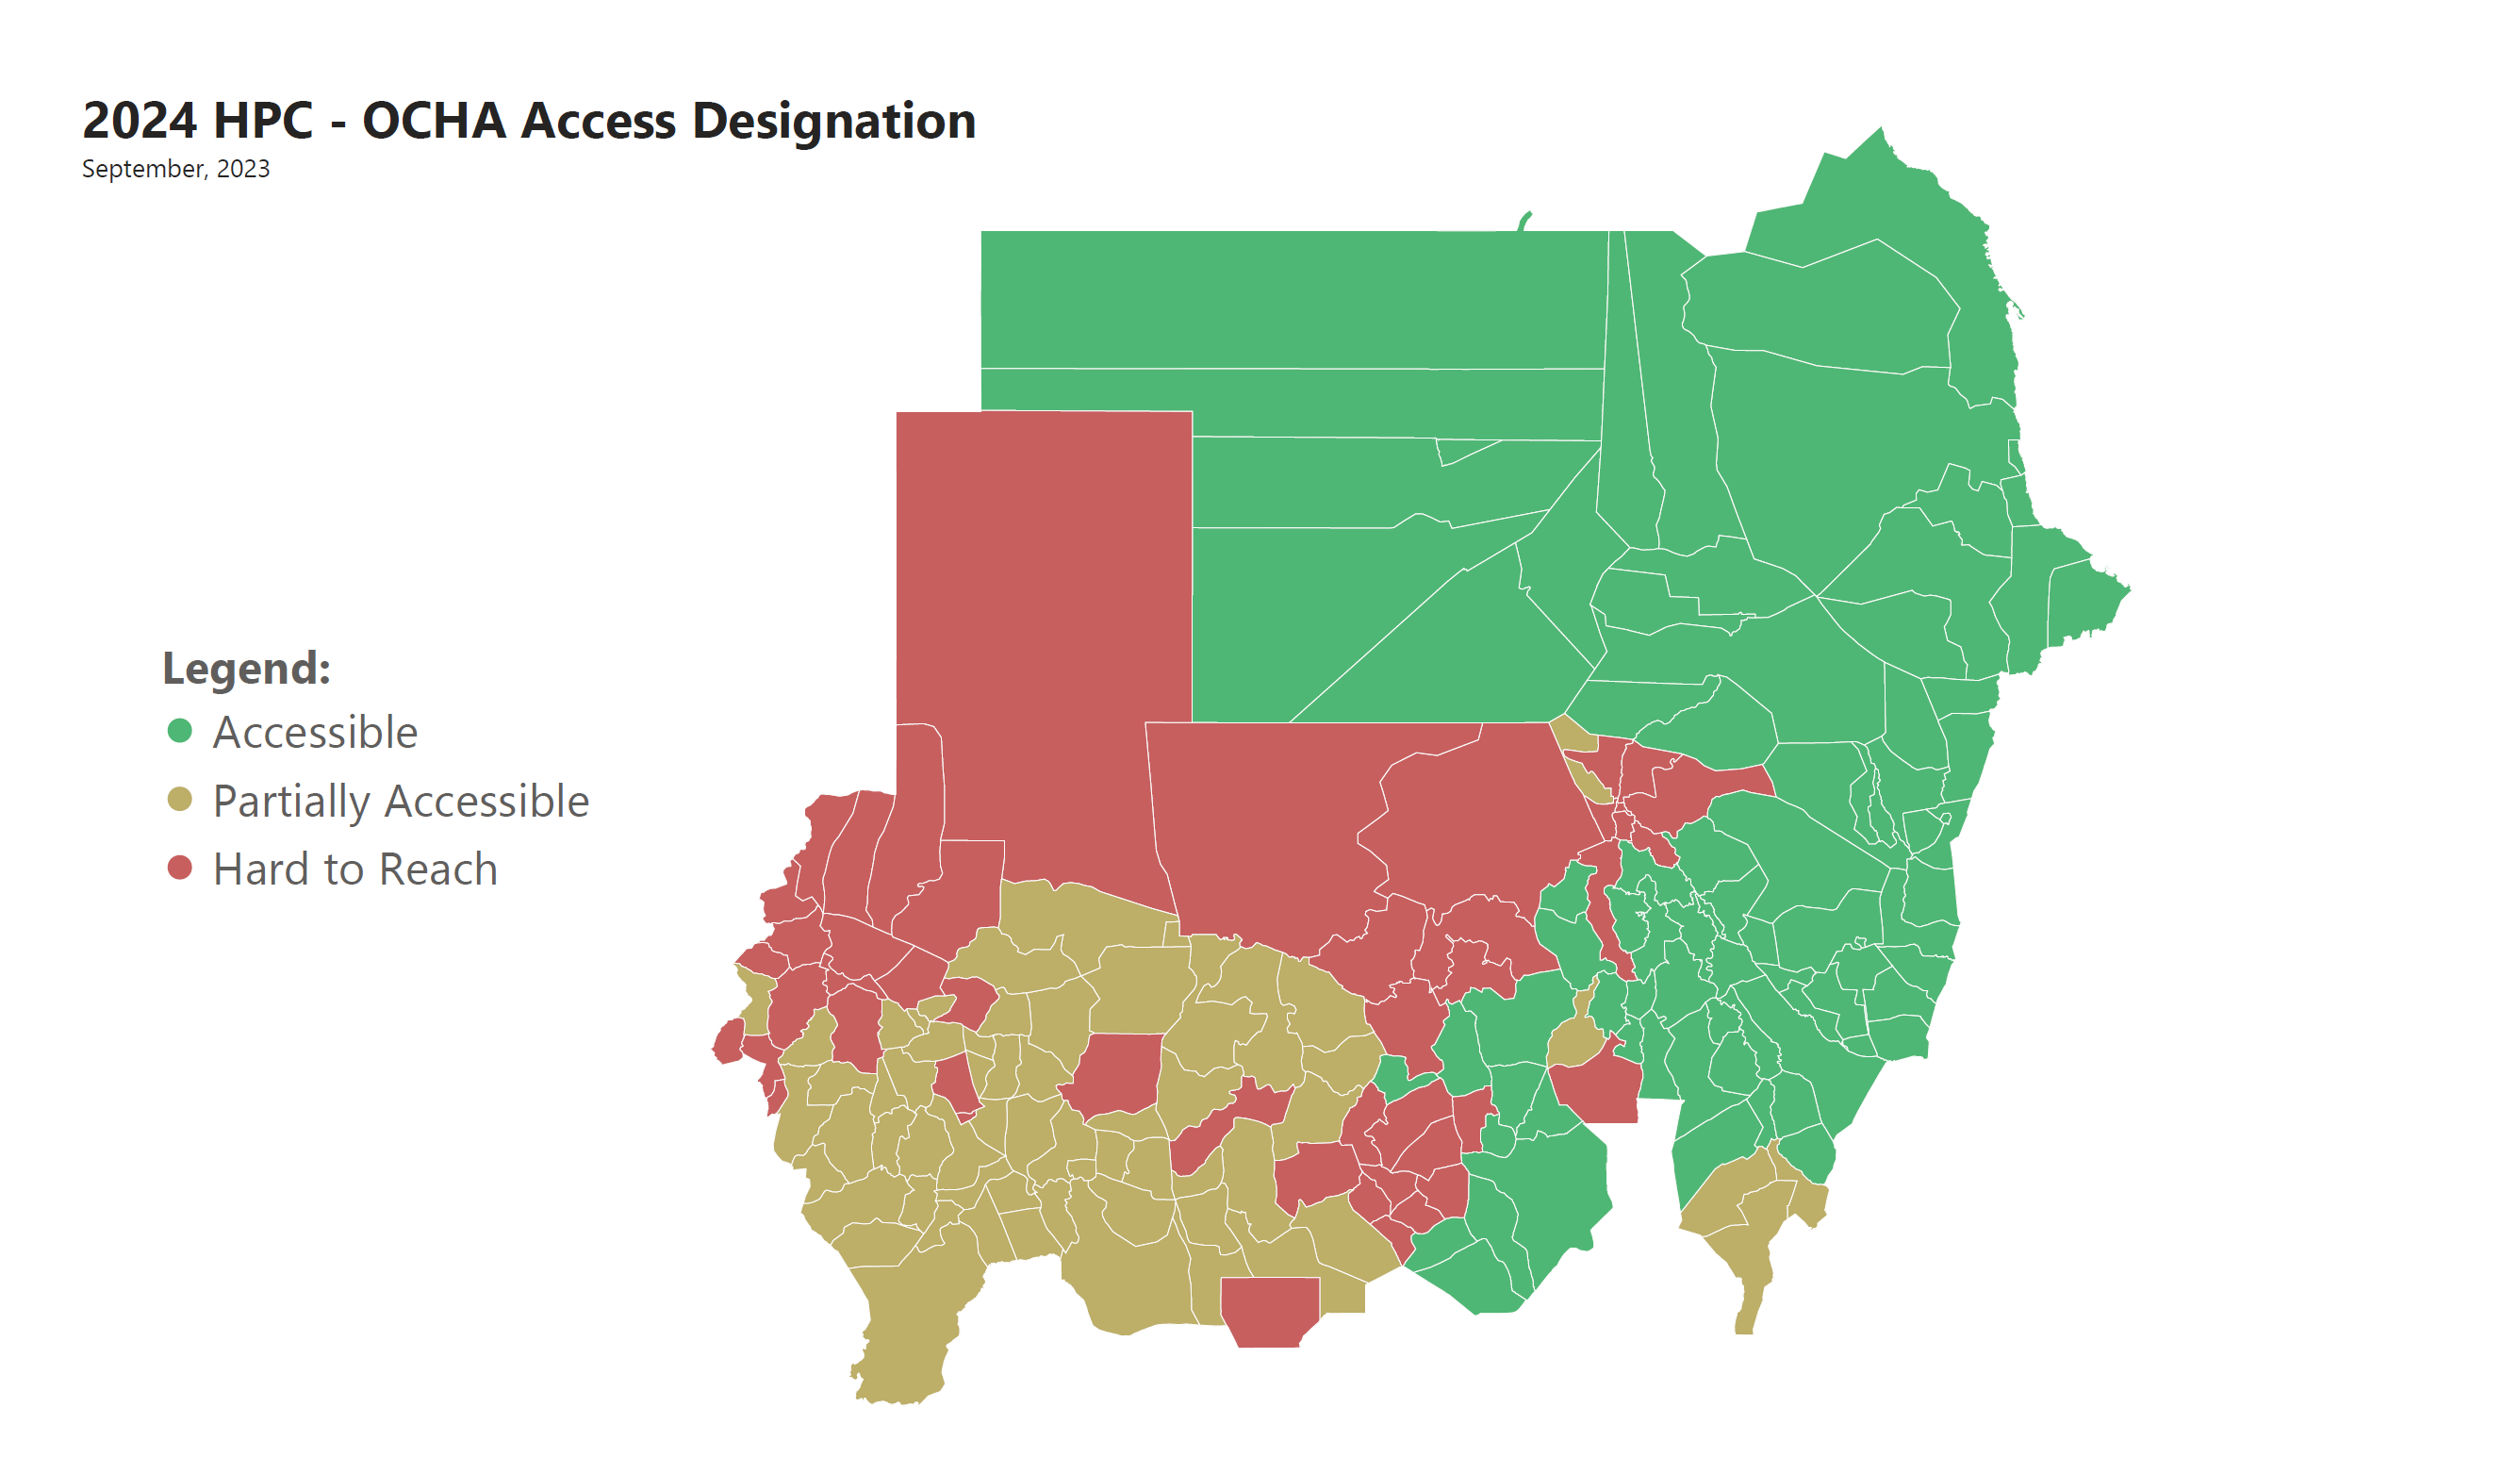 2024 HPC - OCHA Access Designation
September, 2023
Legend:
Accessible
Partially Accessible
Hard to Reach